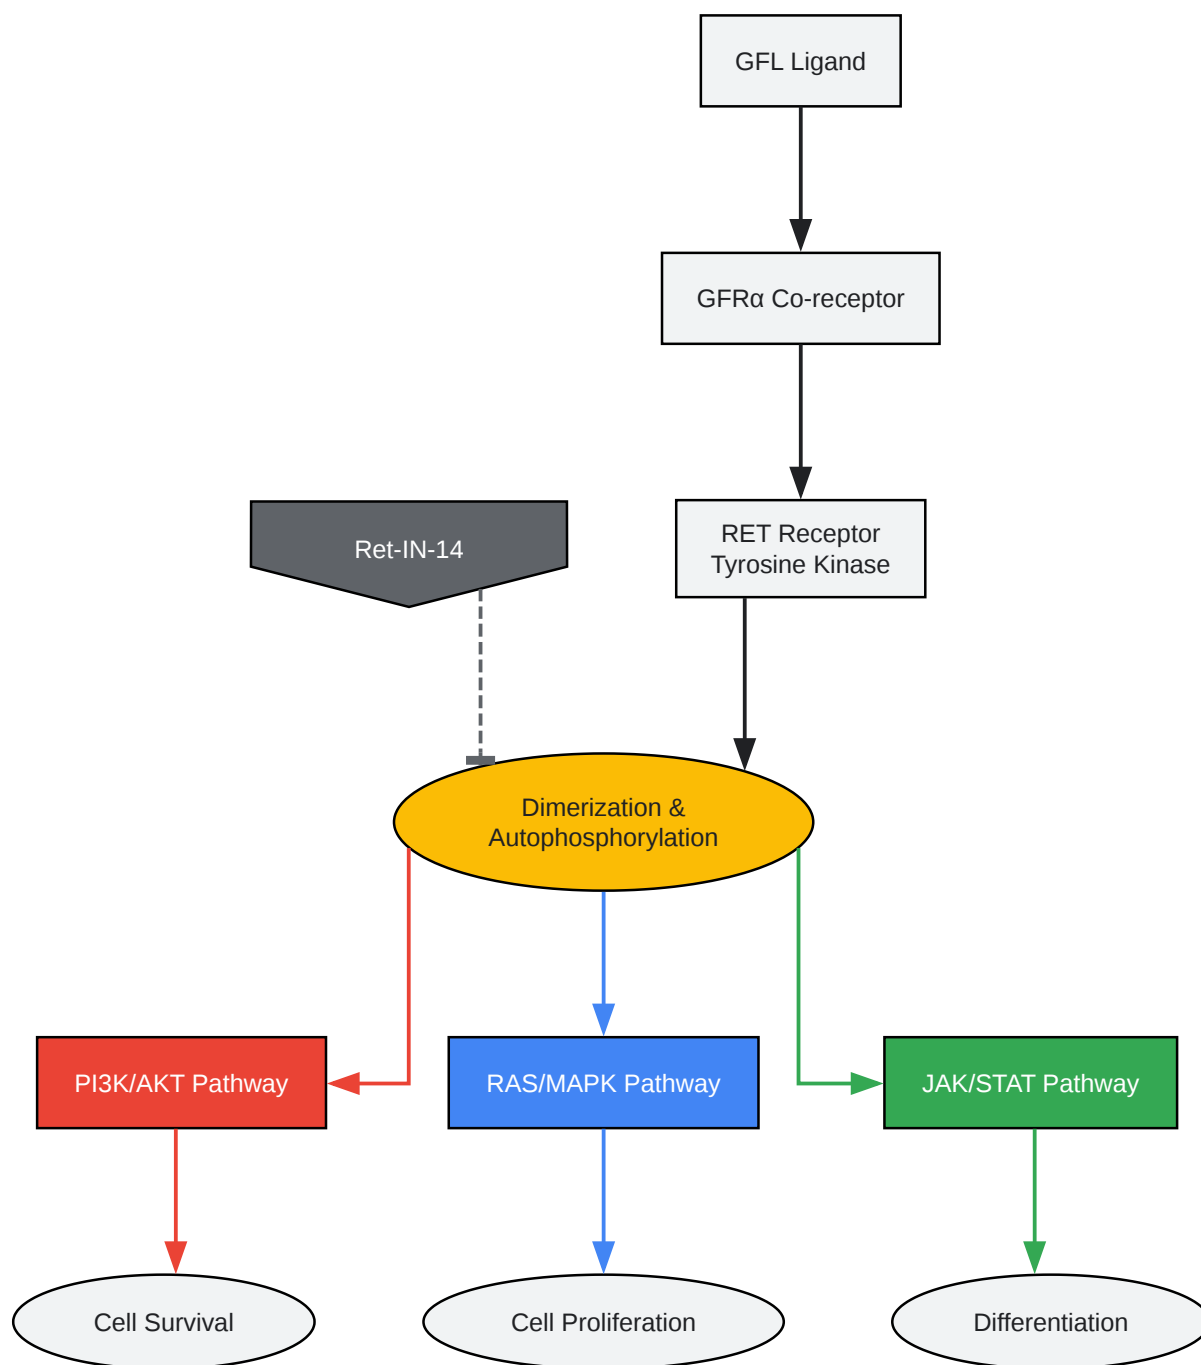 GFL Ligand
GFRα Co-receptor
RET Receptor
Tyrosine Kinase
Ret-IN-14
Dimerization &
Autophosphorylation
PI3K/AKT Pathway
RAS/MAPK Pathway
JAK/STAT Pathway
Cell Survival
Cell Proliferation
Differentiation